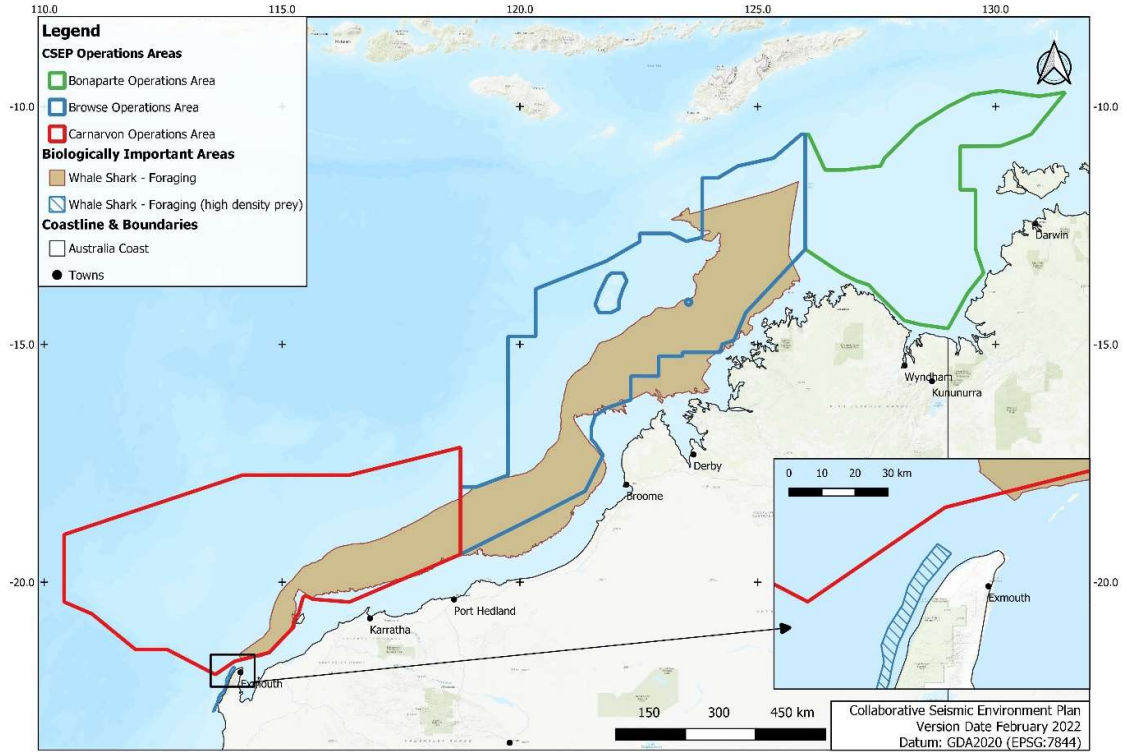 110.0
115.0
120.0
125.0
130.0
Legend
CSEP Operations Areas
Bonaparte Operations Area
Browse Operations Area
Carnarvon Operations Area
Biologically Important Areas
Whale Shark - Foraging
Whale Shark - Foraging (high density prey)
Coastline & Boundaries
Australia Coast
Towns
-10.0
-10.0
Darwin
-15.0
-15.0
Wyndham
Kununurra
Derby
Broome
0 10 20 30 km
-20.0
-20.0
Port Hedland
Karratha
Exmouth
Exmouth
150 300 450 km
Collaborative Seismic Environment Plan
Version Date February 2022
Datum: GDA2020 (EPSG:7844)